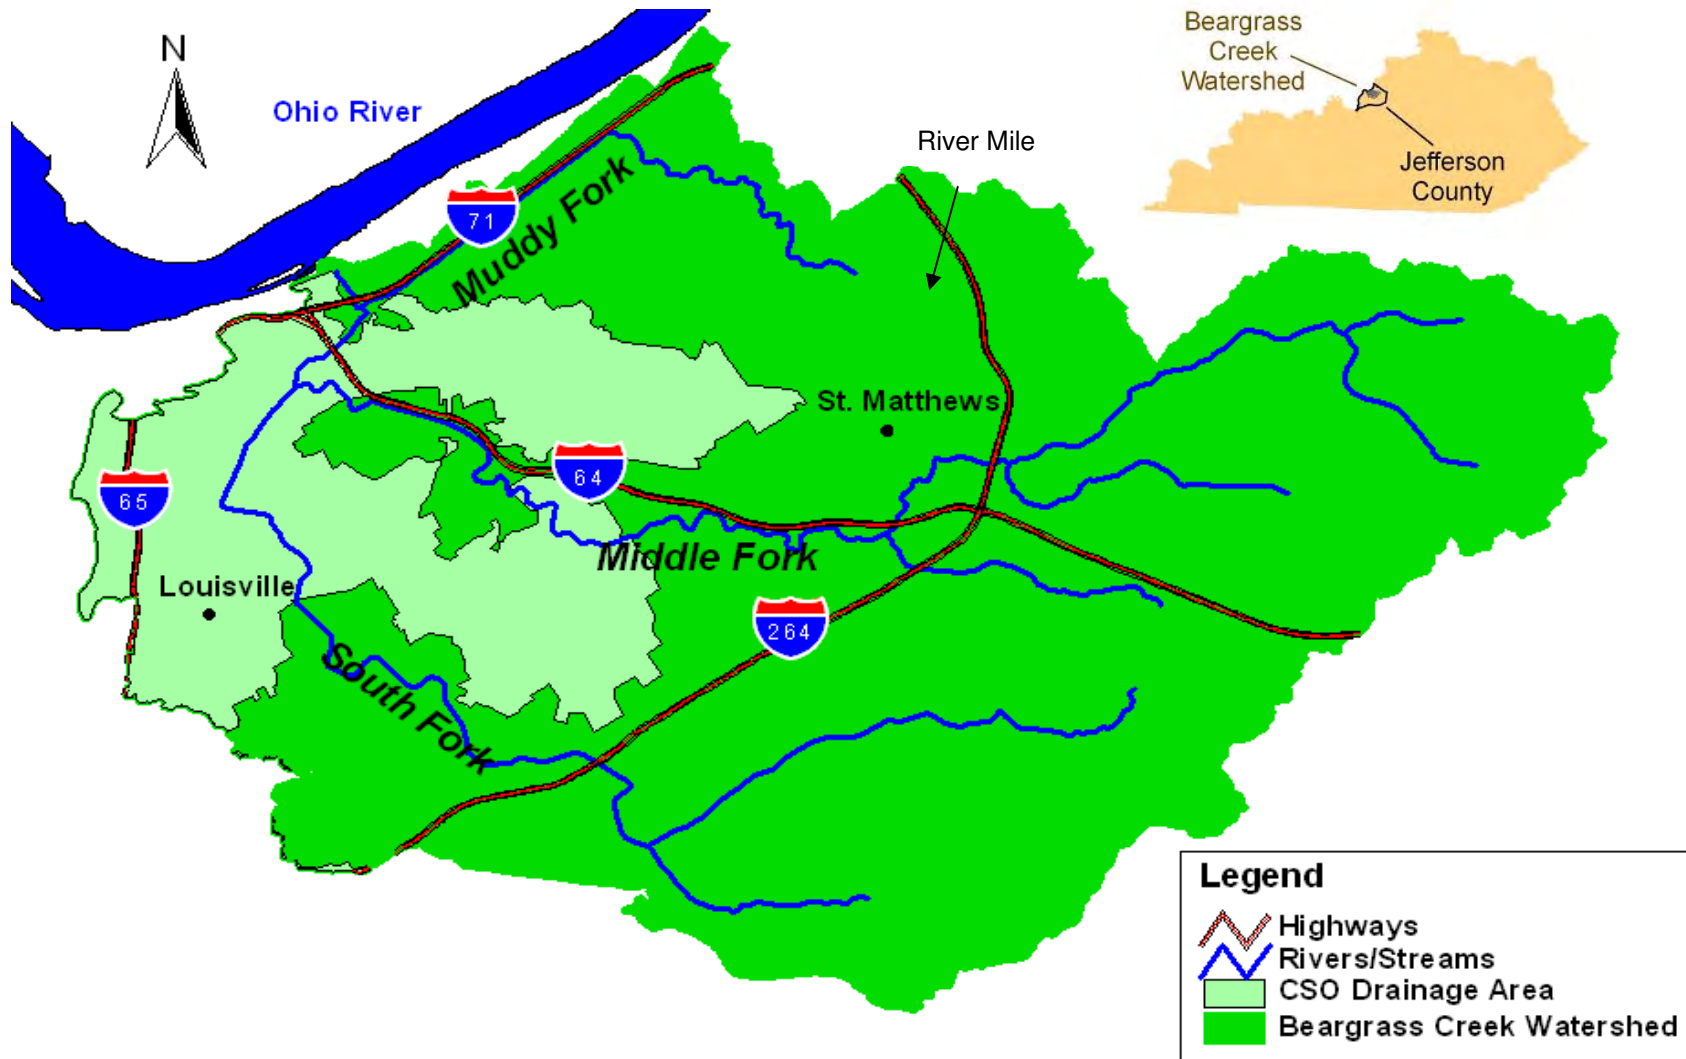 N
Ohio River
Beargrass
Creek
Watershed
Jefferson
County
River Mile
71
Muddy Fork
St. Matthews
64
65
Middle Fork
Louisville
264
South Fork
Legend
Highways
Rivers/Streams
CSO Drainage Area
Beargrass Creek Watershed